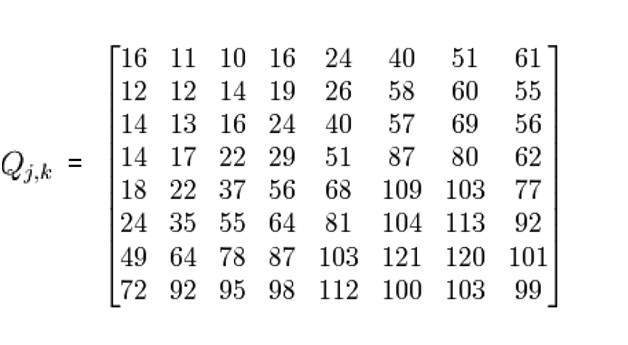 16 11 10 16 24 40 51 61
12 12 14 19 26 58 60 55
14 13 16 24 40 57 69 56
Q_{j,k} = 14 17 22 29 51 87 80 62
18 22 37 56 68 109 103 77
24 35 55 64 81 104 113 92
49 64 78 87 103 121 120 101
72 92 95 98 112 100 103 99